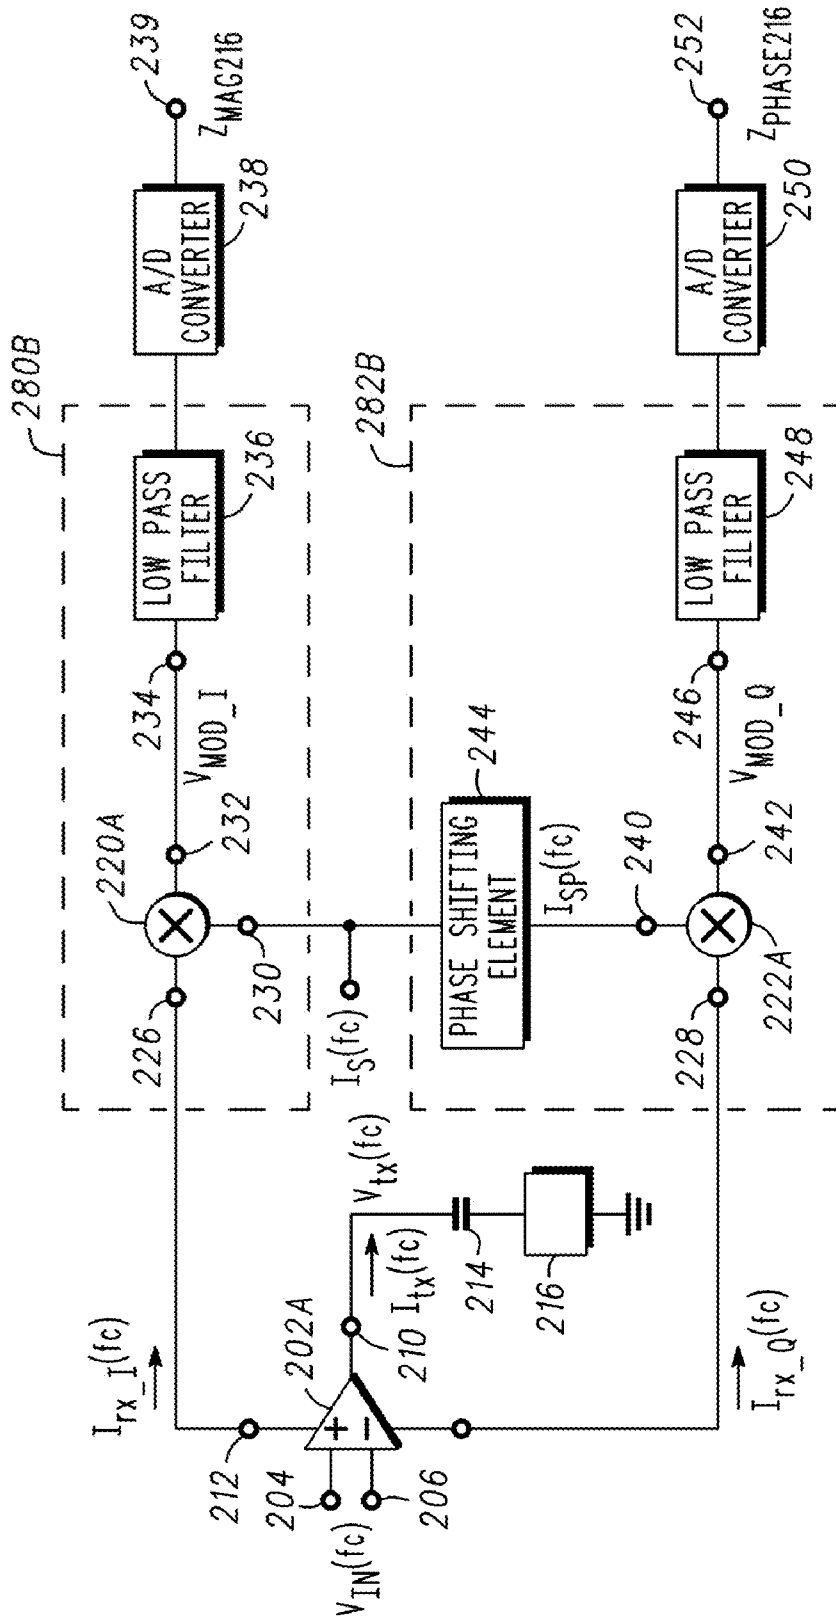 280B
I_rx_I(fc)
226
220A
232
234
LOW PASS
FILTER
236
A/D
CONVERTER
238
239
Z_MAG216
V_MOD_I
212
230
I_S(fc)
204
V_IN(fc)
206
202A
210
I_tx(fc)
V_tx(fc)
214
216
282B
PHASE SHIFTING
ELEMENT
244
I_SP(fc)
240
228
222A
242
246
V_MOD_Q
LOW PASS
FILTER
248
A/D
CONVERTER
250
252
Z_PHASE216
I_rx_Q(fc)
+
−